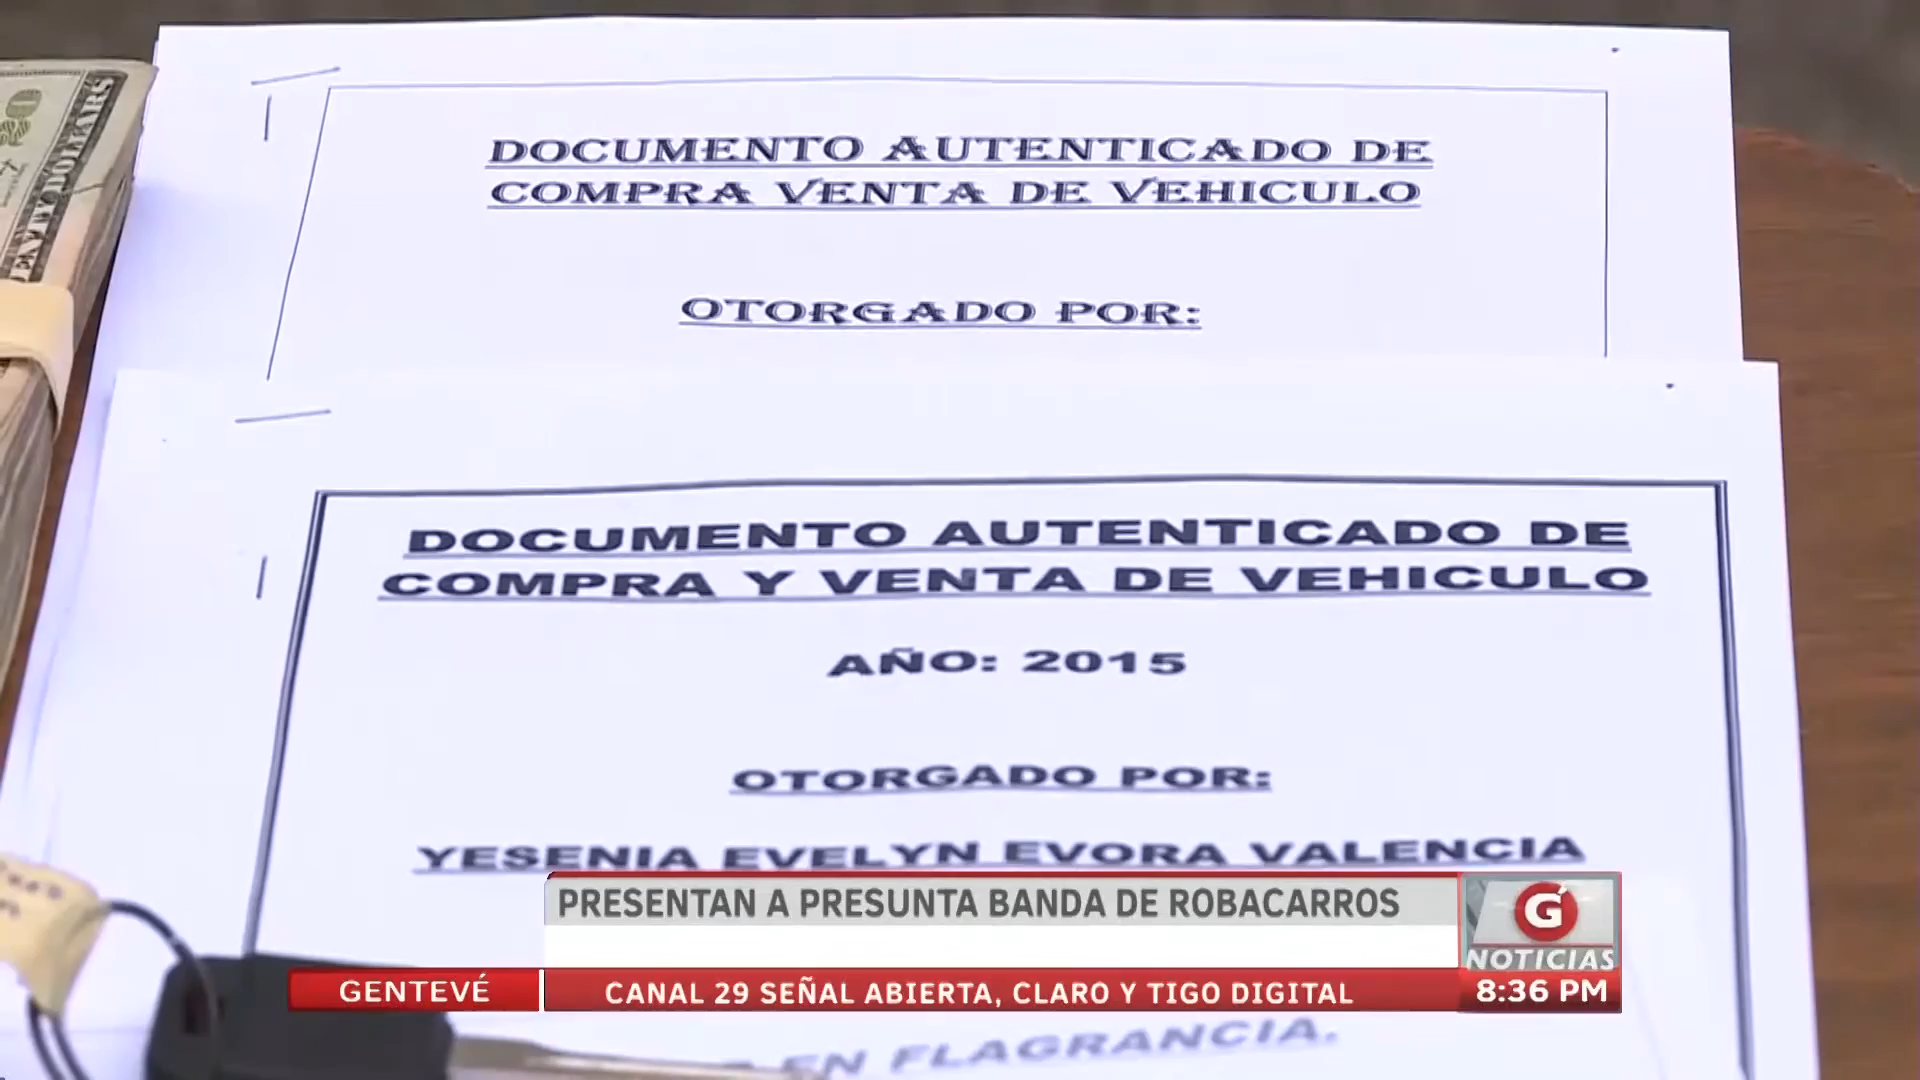 DOCUMENTO AUTENTICADO DE
COMPRA VENTA DE VEHICULO
OTORGADO POR:
DOCUMENTO AUTENTICADO DE
COMPRA Y VENTA DE VEHICULO
AÑO: 2015
OTORGADO POR:
YESENIA EVELYN EVORA VALENCIA
PRESENTAN A PRESUNTA BANDA DE ROBACARROS
G NOTICIAS
GENTEVÉ
CANAL 29 SEÑAL ABIERTA, CLARO Y TIGO DIGITAL
8:36 PM
EN FLAGRANCIA.
DOLLARS